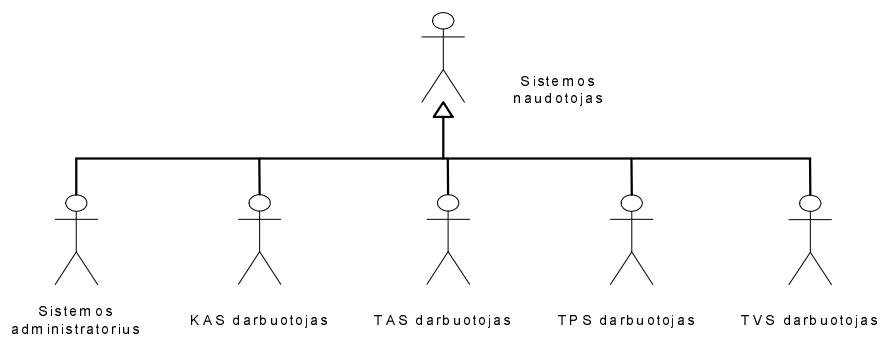 Sistemos
naudotojas
Sistemos
administratorius
KAS darbuotojas
TAS darbuotojas
TPS darbuotojas
TVS darbuotojas